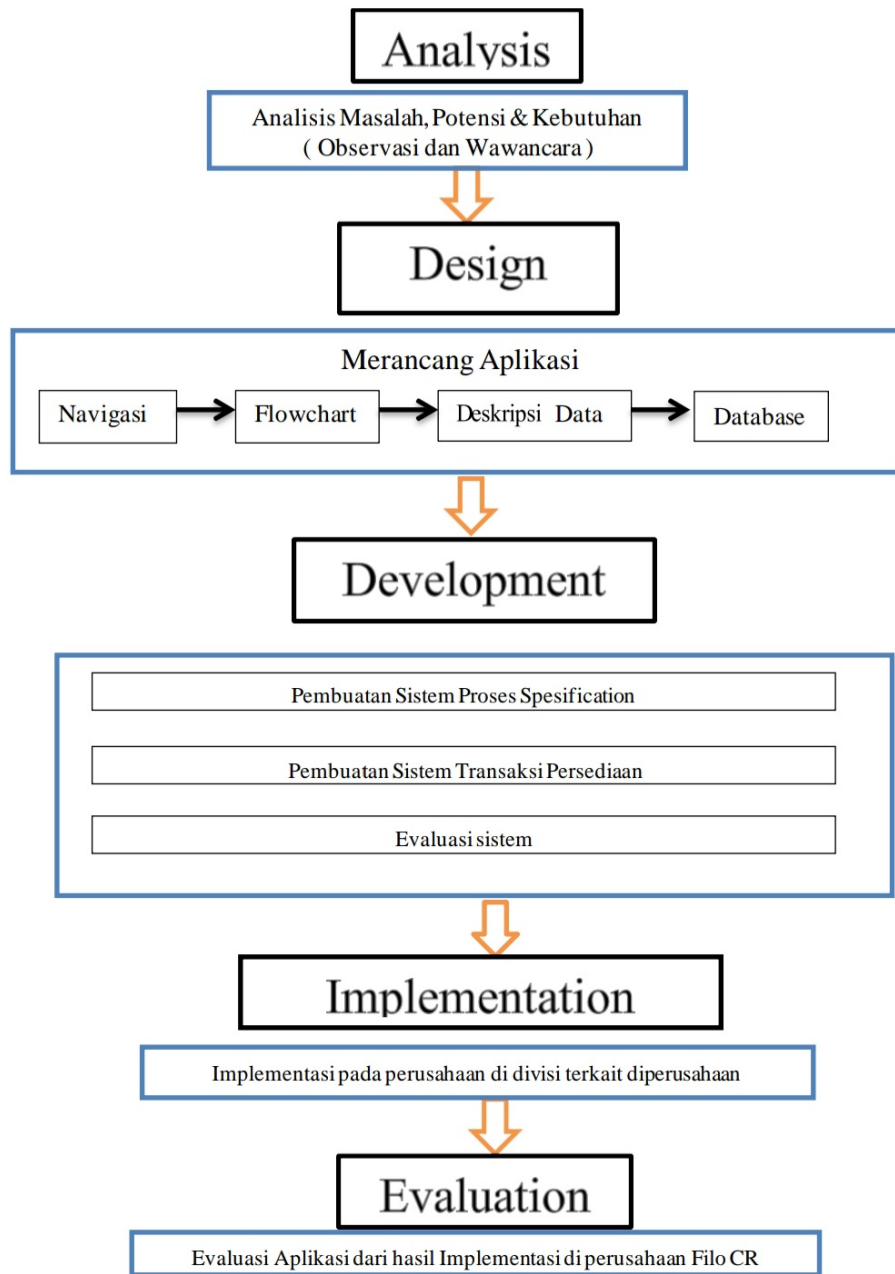 Analysis
Analisis Masalah, Potensi & Kebutuhan
( Observasi dan Wawancara )
Design
Merancang Aplikasi
Navigasi
Flowchart
Deskripsi Data
Database
Development
Pembuatan Sistem Proses Spesification
Pembuatan Sistem Transaksi Persediaan
Evaluasi sistem
Implementation
Implementasi pada perusahaan di divisi terkait diperusahaan
Evaluation
Evaluasi Aplikasi dari hasil Implementasi di perusahaan Filo CR